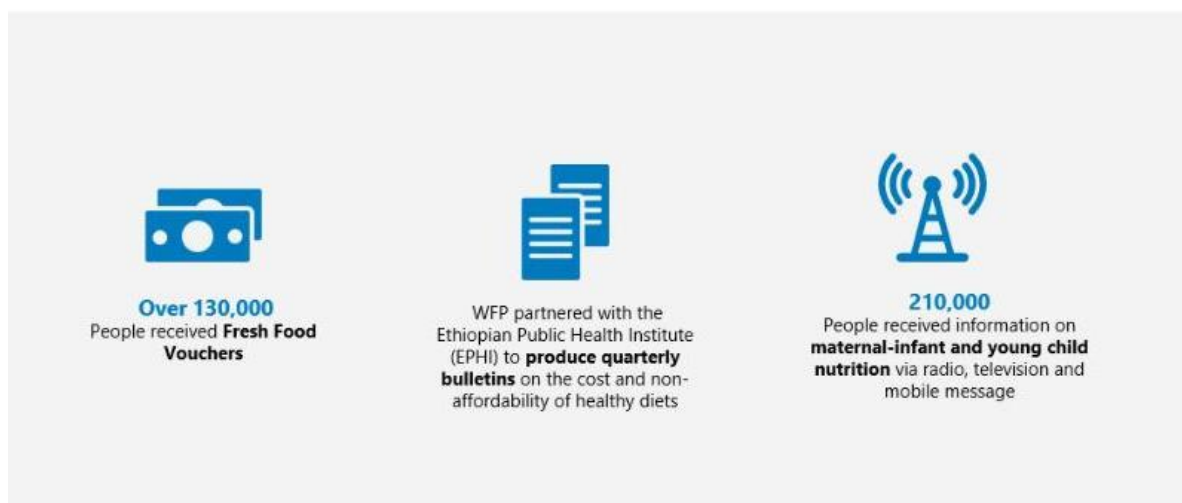 Over 130,000
People received Fresh Food
Vouchers
WFP partnered with the
Ethiopian Public Health Institute
(EPHI) to produce quarterly
bulletins on the cost and non-
affordability of healthy diets
210,000
People received information on
maternal-infant and young child
nutrition via radio, television and
mobile message